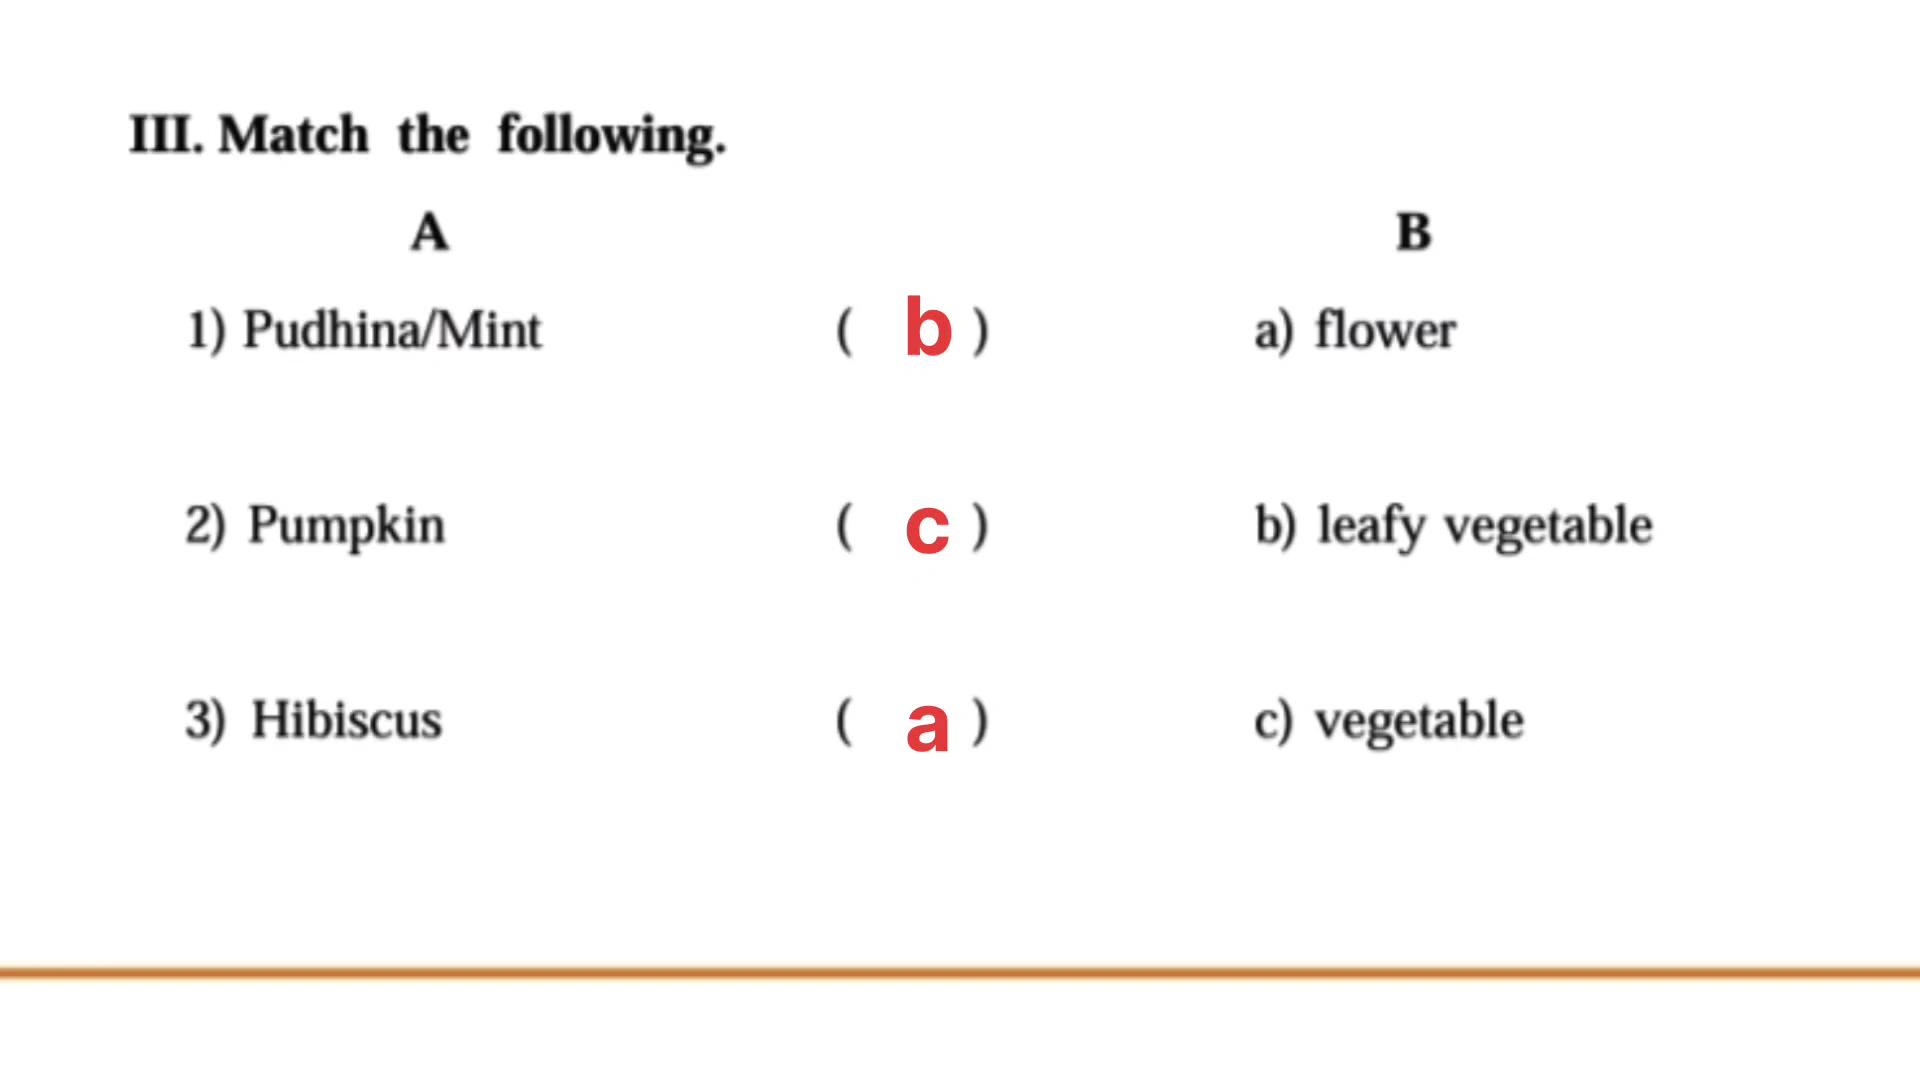 III. Match the following.
A B
1) Pudhina/Mint ( b ) a) flower
2) Pumpkin ( c ) b) leafy vegetable
3) Hibiscus ( a ) c) vegetable